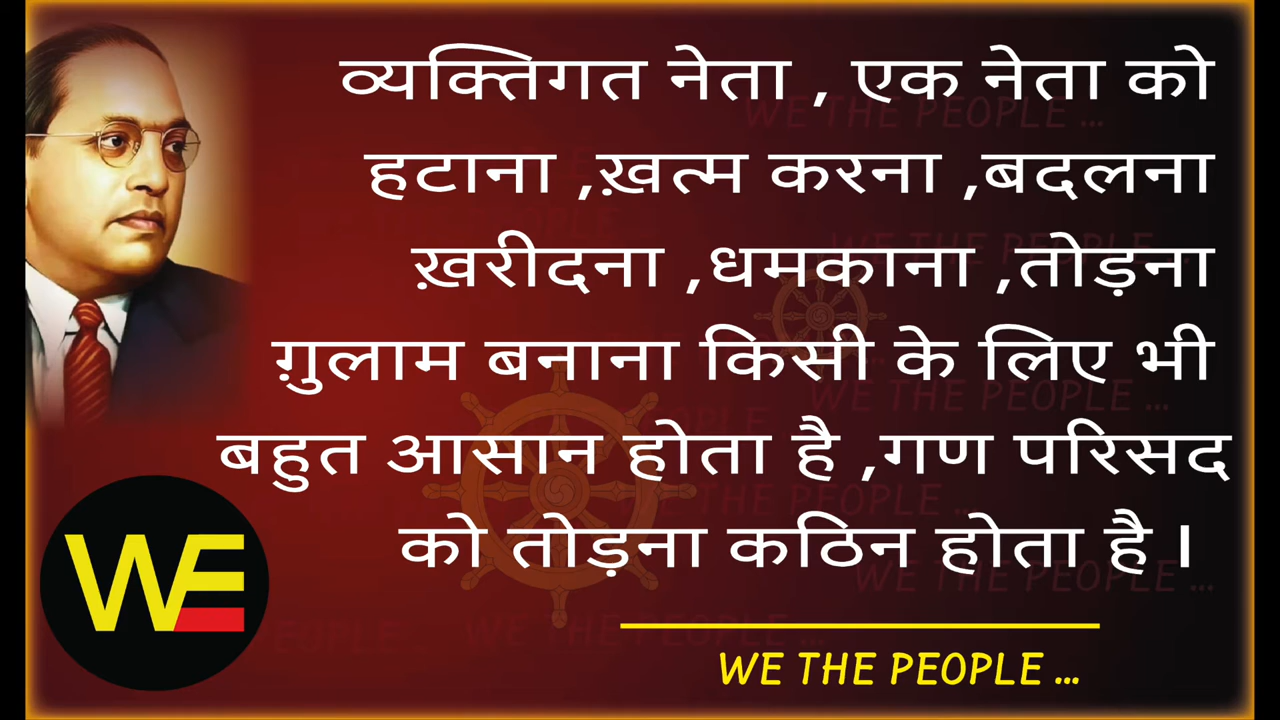 व्यक्तिगत नेता , एक नेता को
हटाना ,ख़त्म करना ,बदलना
ख़रीदना ,धमकाना ,तोड़ना
ग़ुलाम बनाना किसी के लिए भी
बहुत आसान होता है ,गण परिसद
को तोड़ना कठिन होता है ।
WE
WE THE PEOPLE ...